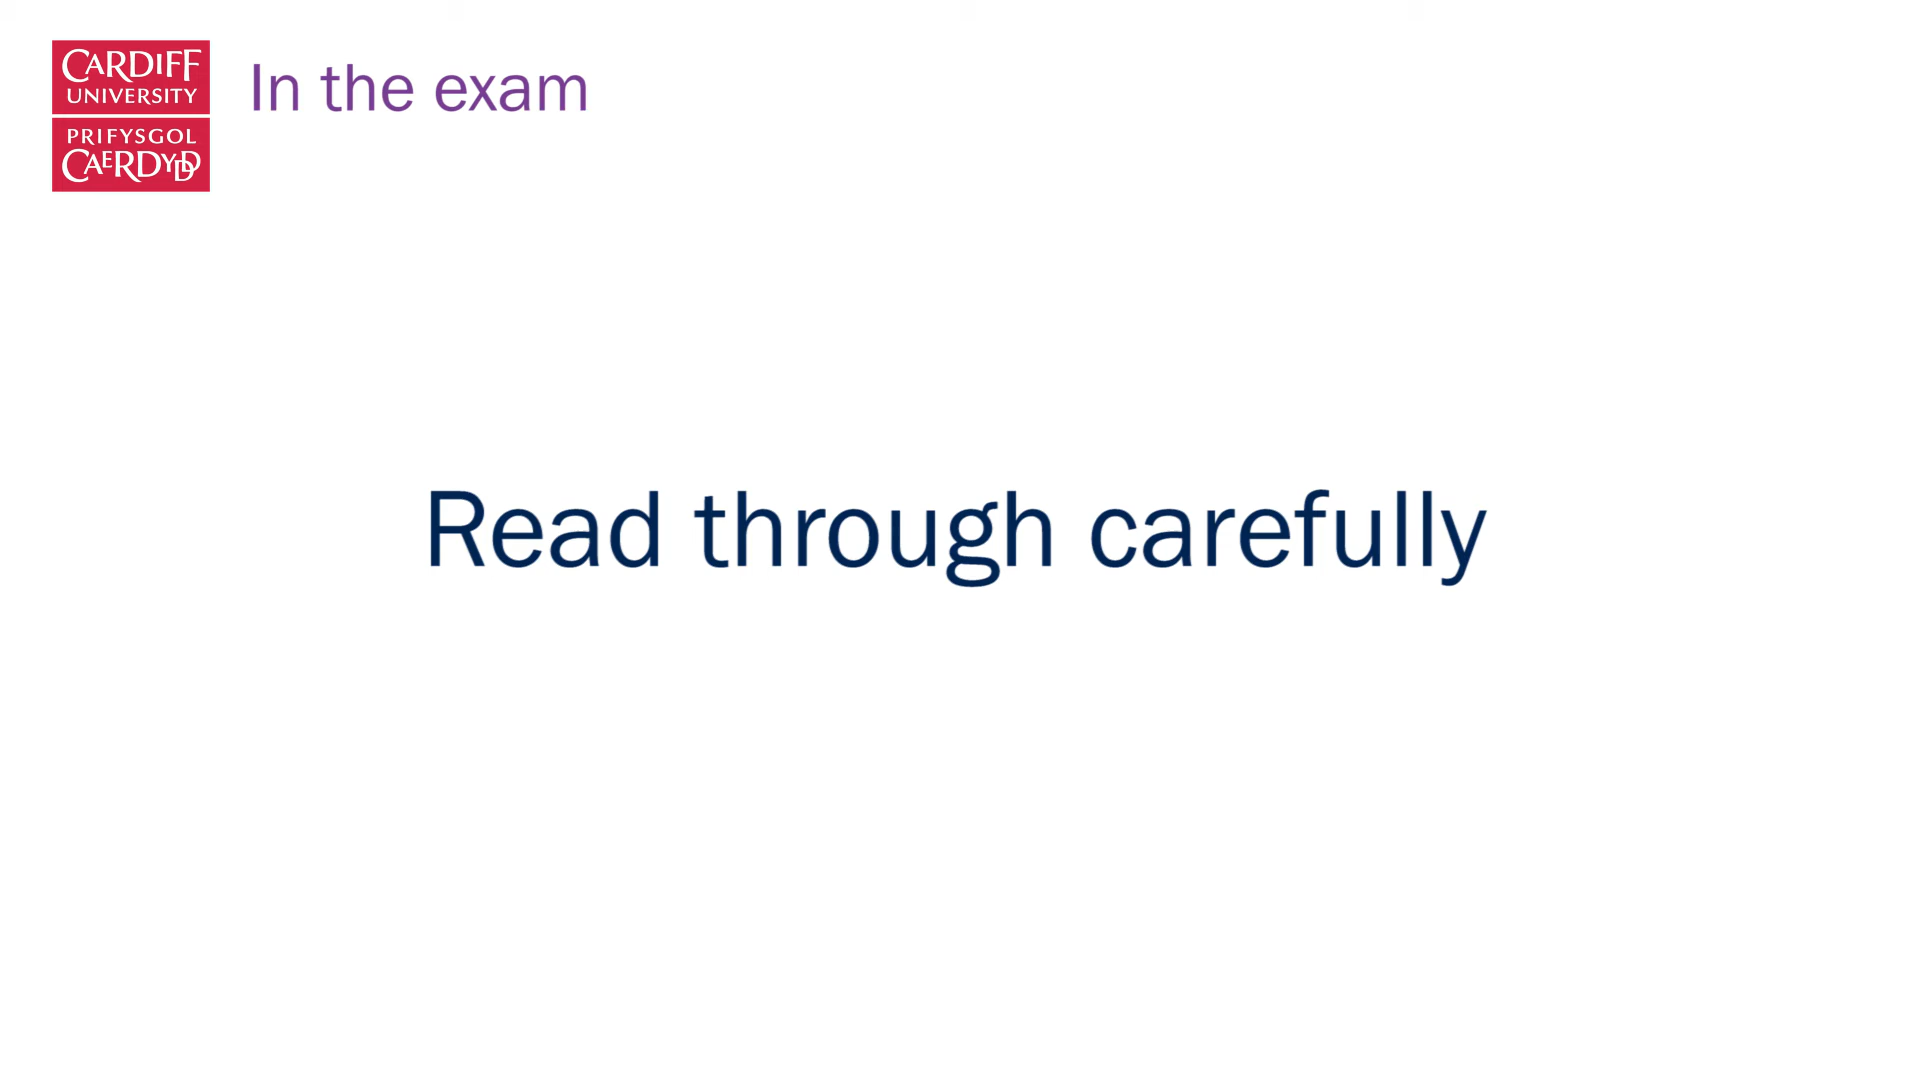 CARDIFF
UNIVERSITY
PRIFYSGOL
CAERDYDD
In the exam
Read through carefully